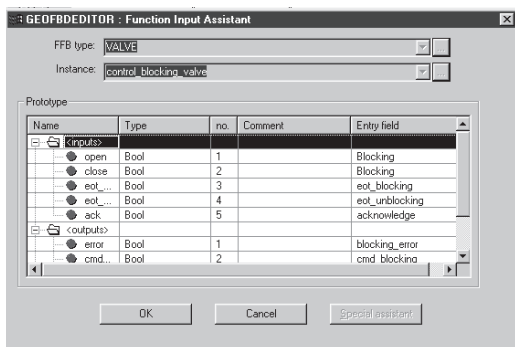 GEOFBDEDITOR : Function Input Assistant
FFB type: VALVE ...
Instance: control_blocking_valve ...
Prototype
Name Type no. Comment Entry field
<inputs>
open Bool 1 Blocking
close Bool 2 Blocking
eot_... Bool 3 eot_blocking
eot_... Bool 4 eot_unblocking
ack Bool 5 acknowledge
<outputs>
error Bool 1 blocking_error
cmd... Bool 2 cmd_blocking
OK Cancel Special assistant